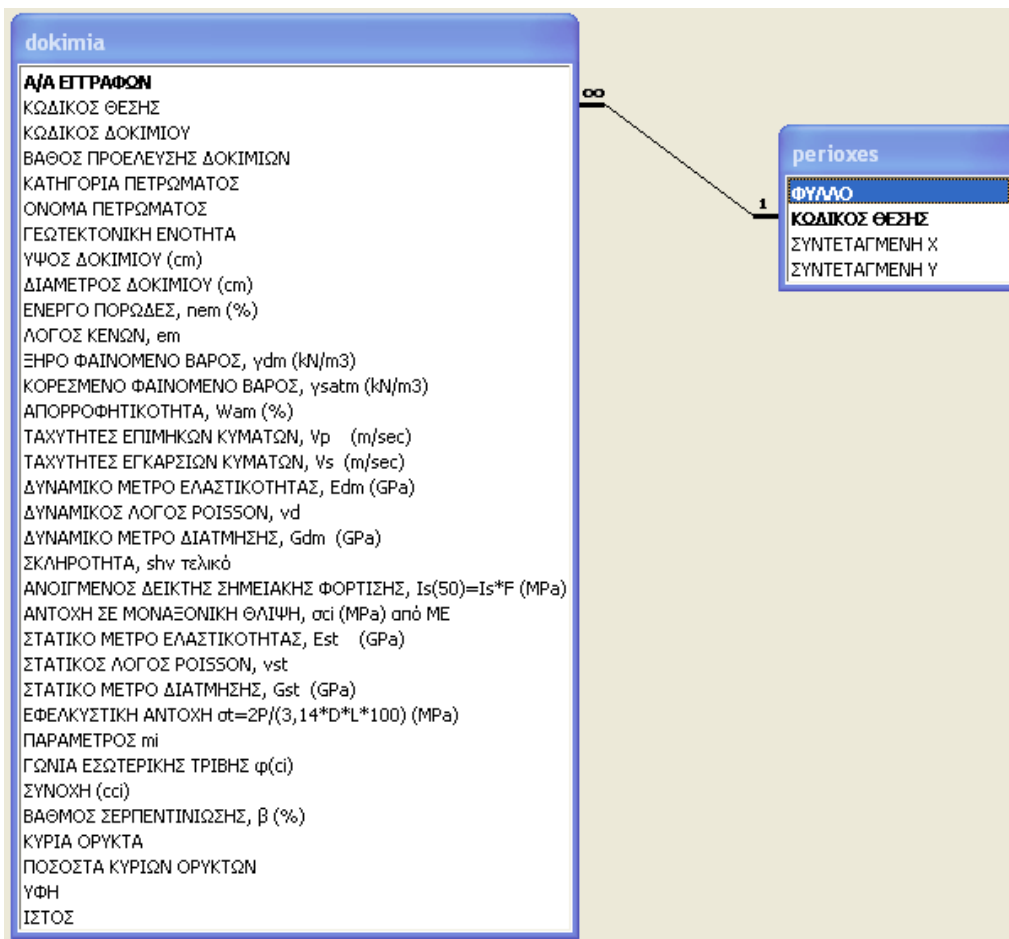 dokimia
Α/Α ΕΓΓΡΑΦΩΝ
ΚΩΔΙΚΟΣ ΘΕΣΗΣ
ΚΩΔΙΚΟΣ ΔΟΚΙΜΙΟΥ
ΒΑΘΟΣ ΠΡΟΕΛΕΥΣΗΣ ΔΟΚΙΜΙΩΝ
ΚΑΤΗΓΟΡΙΑ ΠΕΤΡΩΜΑΤΟΣ
ΟΝΟΜΑ ΠΕΤΡΩΜΑΤΟΣ
ΓΕΩΤΕΚΤΟΝΙΚΗ ΕΝΟΤΗΤΑ
ΥΨΟΣ ΔΟΚΙΜΙΟΥ (cm)
ΔΙΑΜΕΤΡΟΣ ΔΟΚΙΜΙΟΥ (cm)
ΕΝΕΡΓΟ ΠΟΡΩΔΕΣ, nem (%)
ΛΟΓΟΣ ΚΕΝΩΝ, em
ΞΗΡΟ ΦΑΙΝΟΜΕΝΟ ΒΑΡΟΣ, γdm (kN/m3)
ΚΟΡΕΣΜΕΝΟ ΦΑΙΝΟΜΕΝΟ ΒΑΡΟΣ, γsatm (kN/m3)
ΑΠΟΡΡΟΦΗΤΙΚΟΤΗΤΑ, Wam (%)
ΤΑΧΥΤΗΤΕΣ ΕΠΙΜΗΚΩΝ ΚΥΜΑΤΩΝ, Vp (m/sec)
ΤΑΧΥΤΗΤΕΣ ΕΓΚΑΡΣΙΩΝ ΚΥΜΑΤΩΝ, Vs (m/sec)
ΔΥΝΑΜΙΚΟ ΜΕΤΡΟ ΕΛΑΣΤΙΚΟΤΗΤΑΣ, Edm (GPa)
ΔΥΝΑΜΙΚΟΣ ΛΟΓΟΣ POISSON, vd
ΔΥΝΑΜΙΚΟ ΜΕΤΡΟ ΔΙΑΤΜΗΣΗΣ, Gdm (GPa)
ΣΚΛΗΡΟΤΗΤΑ, shv τελικό
ΑΝΟΙΓΜΕΝΟΣ ΔΕΙΚΤΗΣ ΣΗΜΕΙΑΚΗΣ ΦΟΡΤΙΣΗΣ, Is(50)=Is*F (MPa)
ΑΝΤΟΧΗ ΣΕ ΜΟΝΑΞΟΝΙΚΗ ΘΛΙΨΗ, σci (MPa) από ΜΕ
ΣΤΑΤΙΚΟ ΜΕΤΡΟ ΕΛΑΣΤΙΚΟΤΗΤΑΣ, Est (GPa)
ΣΤΑΤΙΚΟΣ ΛΟΓΟΣ POISSON, vst
ΣΤΑΤΙΚΟ ΜΕΤΡΟ ΔΙΑΤΜΗΣΗΣ, Gst (GPa)
ΕΦΕΛΚΥΣΤΙΚΗ ΑΝΤΟΧΗ σt=2P/(3,14*D*L*100) (MPa)
ΠΑΡΑΜΕΤΡΟΣ mi
ΓΩΝΙΑ ΕΣΩΤΕΡΙΚΗΣ ΤΡΙΒΗΣ φ(ci)
ΣΥΝΟΧΗ (cci)
ΒΑΘΜΟΣ ΣΕΡΠΕΝΤΙΝΙΩΣΗΣ, β (%)
ΚΥΡΙΑ ΟΡΥΚΤΑ
ΠΟΣΟΣΤΑ ΚΥΡΙΩΝ ΟΡΥΚΤΩΝ
ΥΦΗ
ΙΣΤΟΣ
∞
1
perioxes
ΦΥΛΛΟ
ΚΩΔΙΚΟΣ ΘΕΣΗΣ
ΣΥΝΤΕΤΑΓΜΕΝΗ Χ
ΣΥΝΤΕΤΑΓΜΕΝΗ Υ